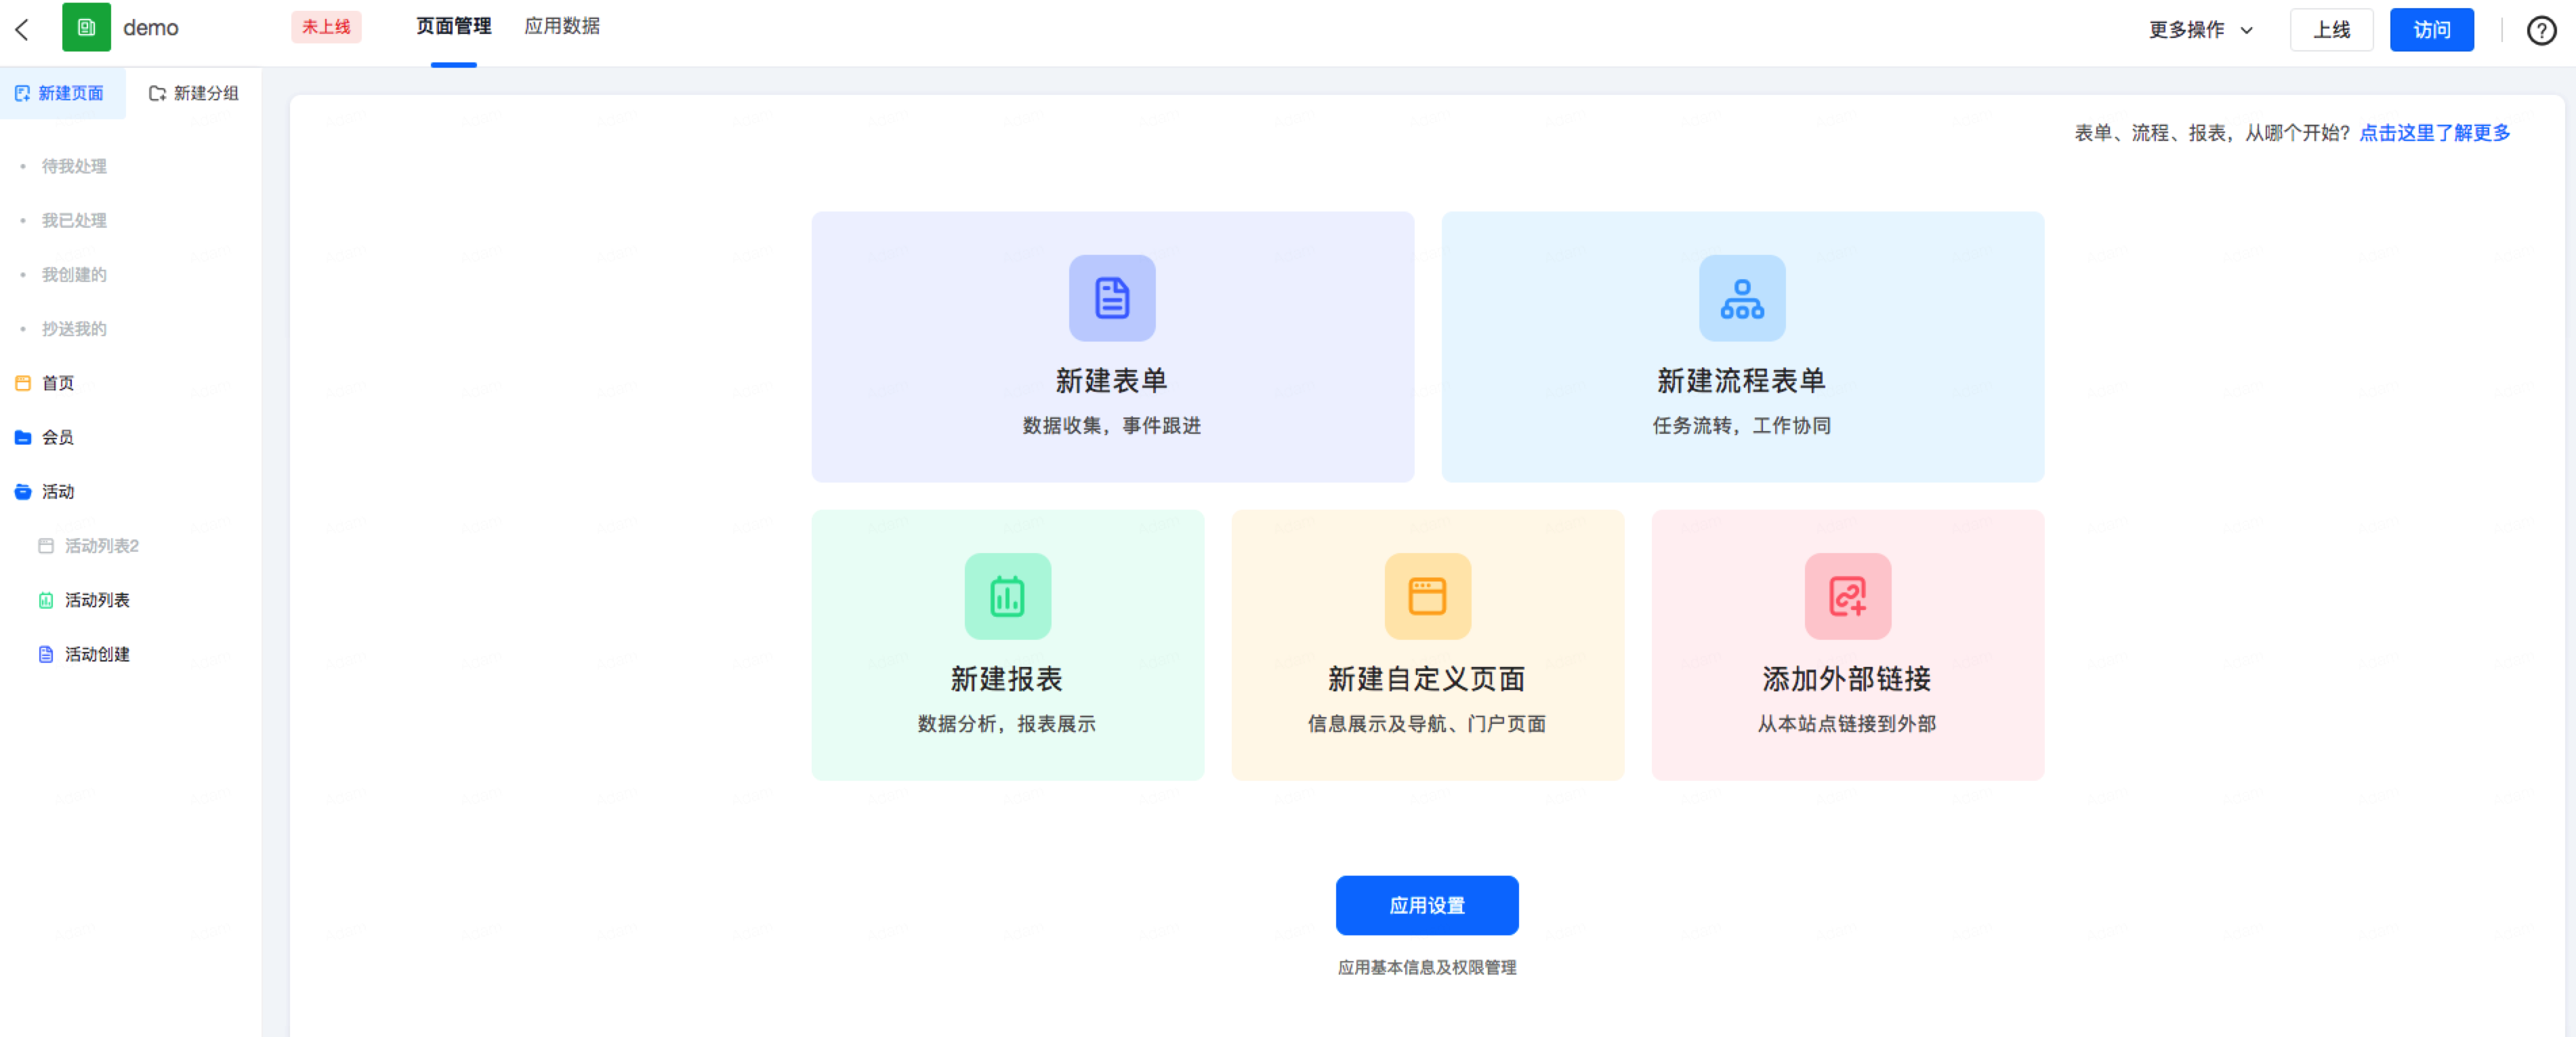 demo
未上线
页面管理
应用数据
更多操作
上线
访问
新建页面
新建分组
待我处理
我已处理
我创建的
抄送我的
首页
会员
活动
活动列表2
活动列表
活动创建
表单、流程、报表，从哪个开始？点击这里了解更多
新建表单
数据收集，事件跟进
新建流程表单
任务流转，工作协同
新建报表
数据分析，报表展示
新建自定义页面
信息展示及导航、门户页面
添加外部链接
从本站点链接到外部
应用设置
应用基本信息及权限管理